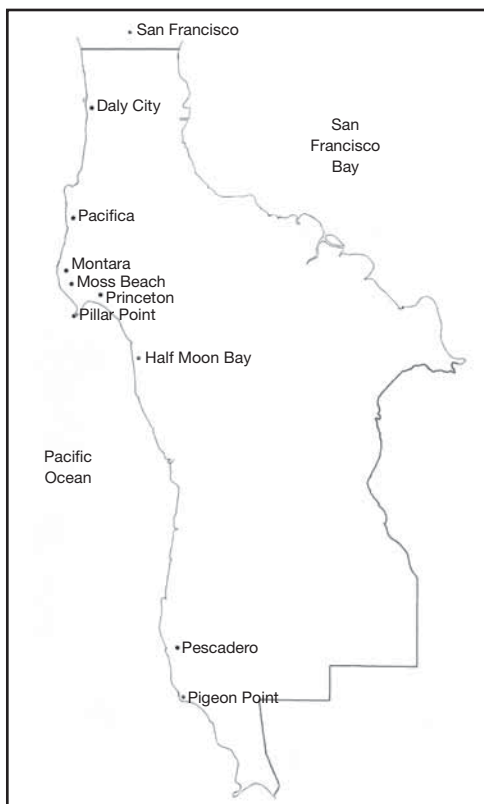 San Francisco
Daly City
San
Francisco
Bay
Pacifica
Montara
Moss Beach
Princeton
Pillar Point
Half Moon Bay
Pacific
Ocean
Pescadero
Pigeon Point